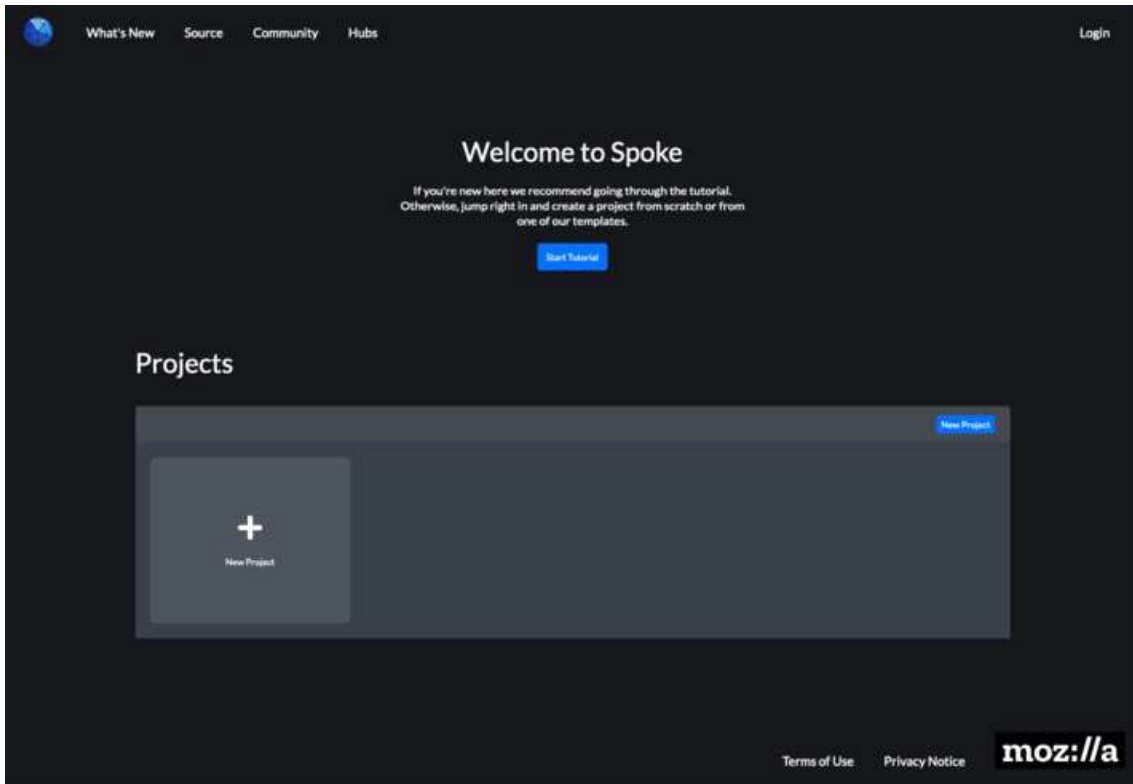 What's New Source Community Hubs Login
Welcome to Spoke
If you're new here we recommend going through the tutorial.
Otherwise, jump right in and create a project from scratch or from
one of our templates.
Start Tutorial
Projects
New Project
New Project
Terms of Use Privacy Notice moz://a